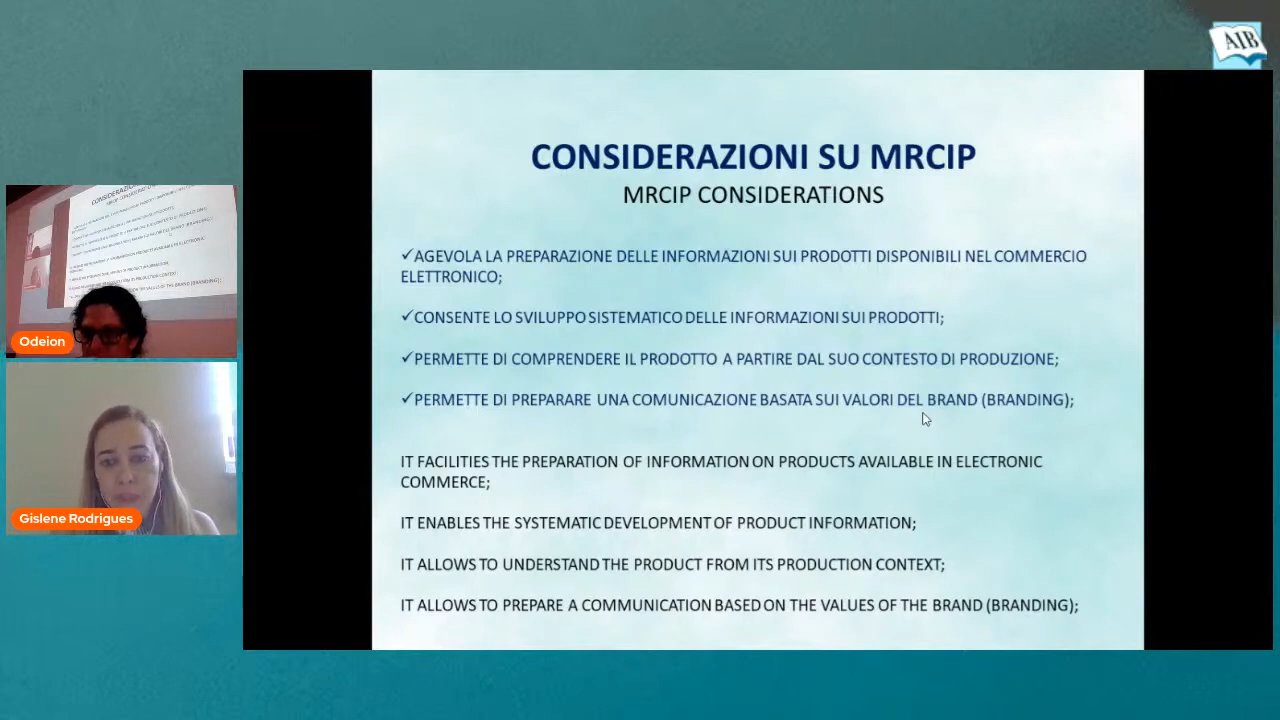 AIB
CONSIDERAZIONI SU MRCIP
MRCIP CONSIDERATIONS
✓AGEVOLA LA PREPARAZIONE DELLE INFORMAZIONI SUI PRODOTTI DISPONIBILI NEL COMMERCIO
ELETTRONICO;
✓CONSENTE LO SVILUPPO SISTEMATICO DELLE INFORMAZIONI SUI PRODOTTI;
✓PERMETTE DI COMPRENDERE IL PRODOTTO A PARTIRE DAL SUO CONTESTO DI PRODUZIONE;
✓PERMETTE DI PREPARARE UNA COMUNICAZIONE BASATA SUI VALORI DEL BRAND (BRANDING);
IT FACILITIES THE PREPARATION OF INFORMATION ON PRODUCTS AVAILABLE IN ELECTRONIC
COMMERCE;
IT ENABLES THE SYSTEMATIC DEVELOPMENT OF PRODUCT INFORMATION;
IT ALLOWS TO UNDERSTAND THE PRODUCT FROM ITS PRODUCTION CONTEXT;
IT ALLOWS TO PREPARE A COMMUNICATION BASED ON THE VALUES OF THE BRAND (BRANDING);
Odeion
Gislene Rodrigues